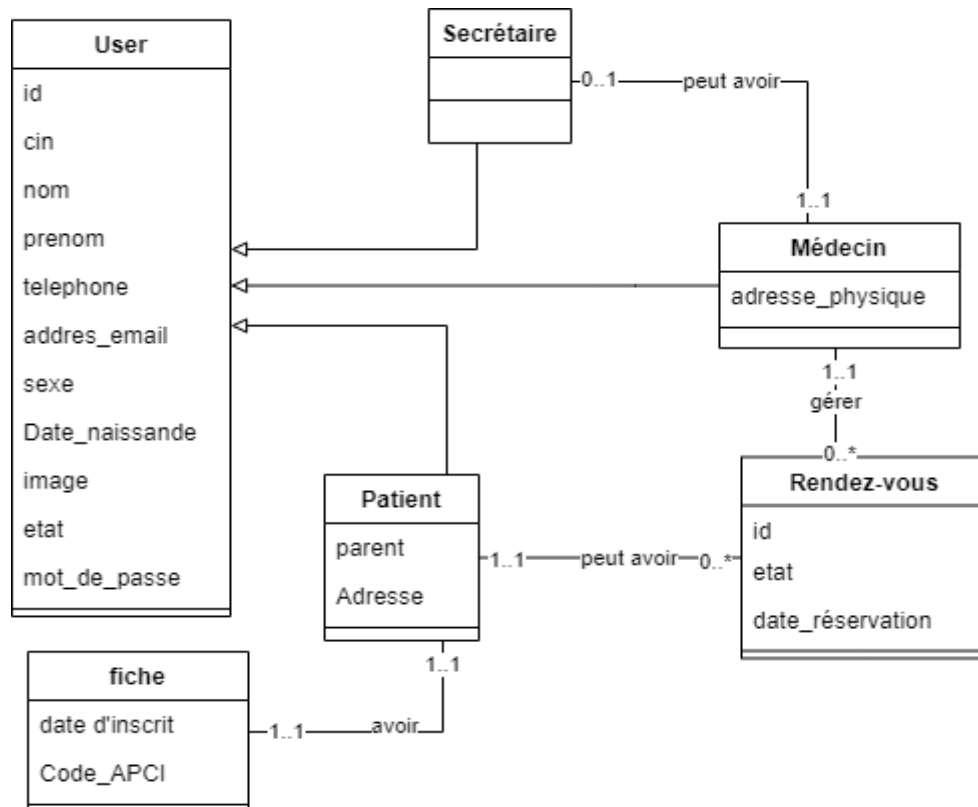 User
id
cin
nom
prenom
telephone
addres_email
sexe
Date_naissande
image
etat
mot_de_passe
Secrétaire
0..1
peut avoir
1..1
Médecin
adresse_physique
1..1
gérer
0..*
Rendez-vous
id
etat
date_réservation
Patient
parent
Adresse
1..1
peut avoir
0..*
1..1
avoir
1..1
fiche
date d'inscrit
Code_APCI